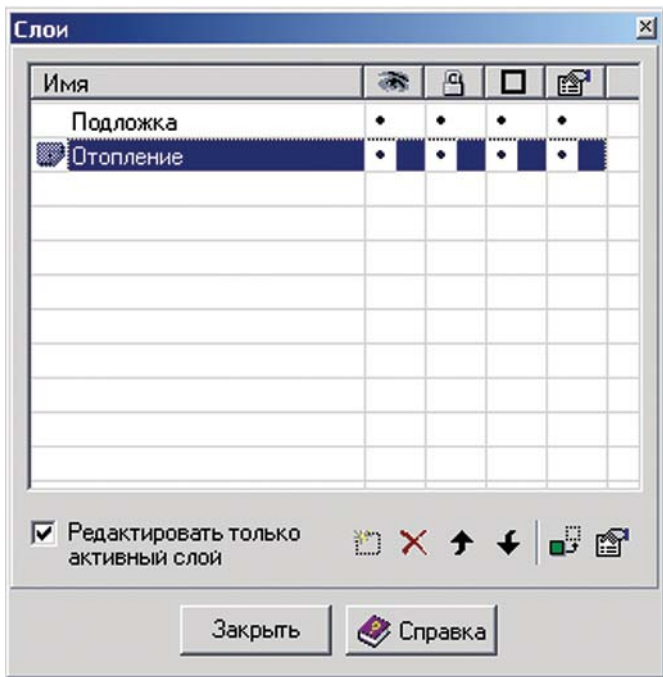 Слои
Имя
Подложка
Отопление
Редактировать только
активный слой
Закрыть
Справка